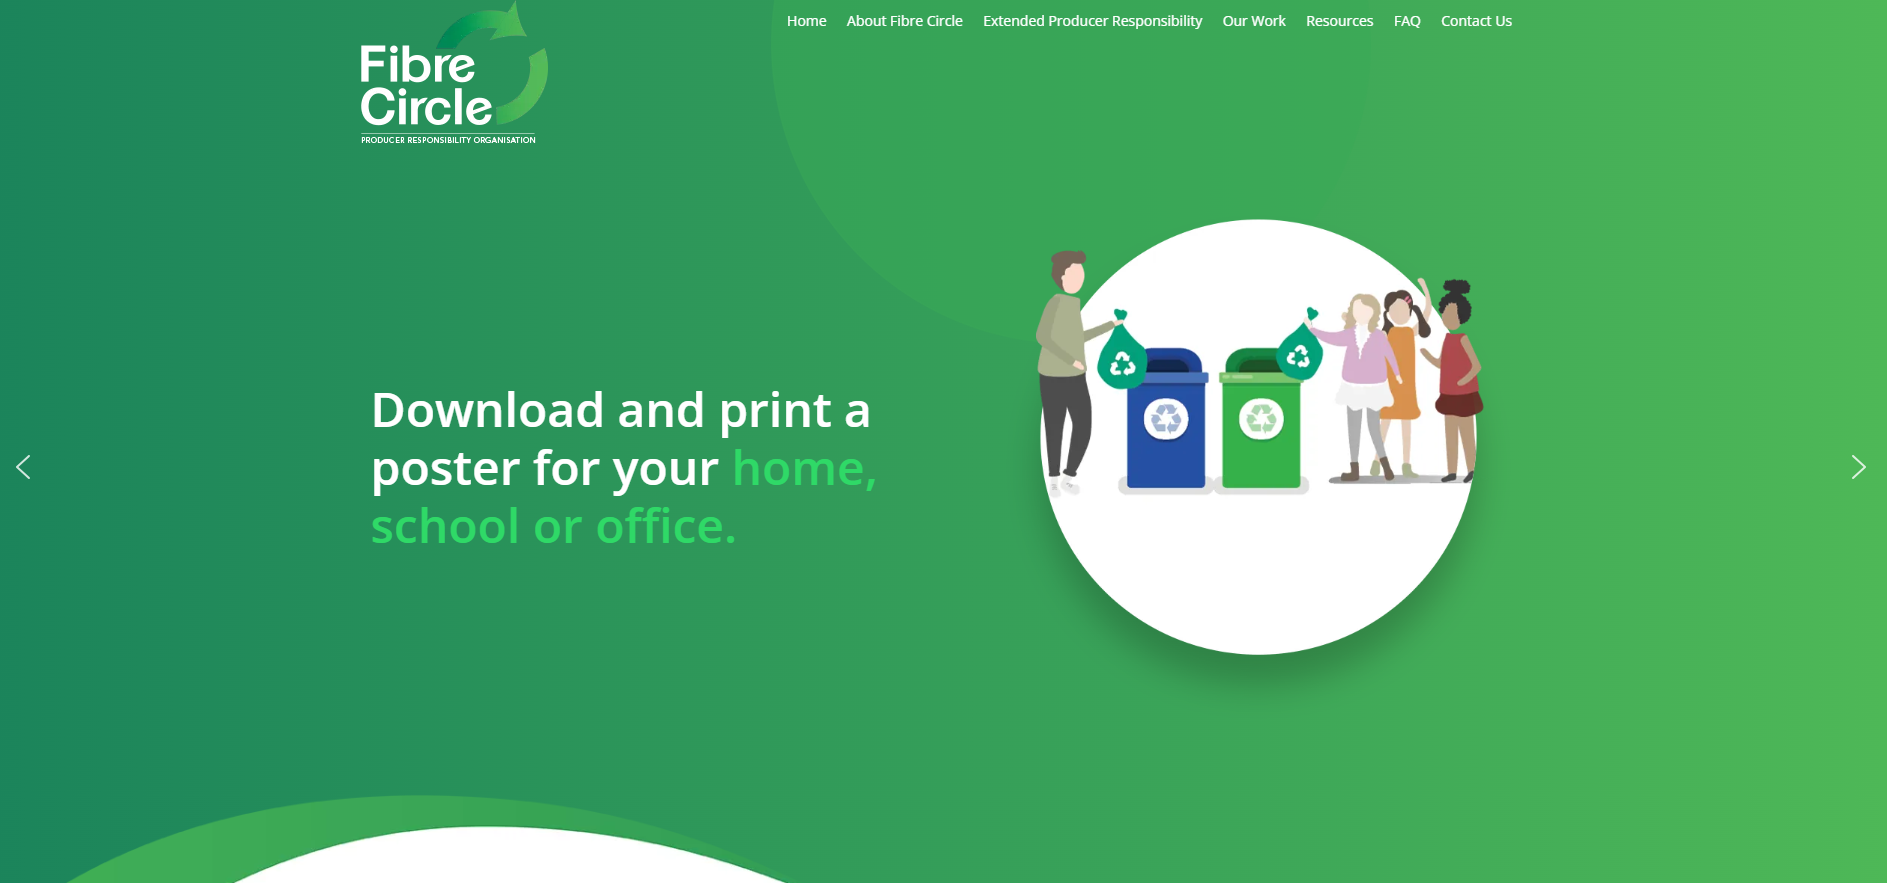 Fibre
Circle
PRODUCER RESPONSIBILITY ORGANISATION
Home About Fibre Circle Extended Producer Responsibility Our Work Resources FAQ Contact Us
Download and print a
poster for your home,
school or office.